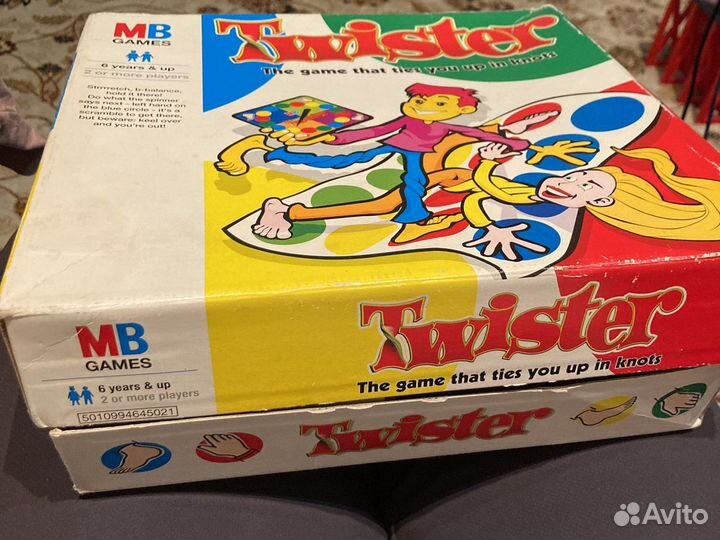 MB
GAMES
6 years & up
2 or more players
Strrretch, b-balance,
hold it there!
Do what the spinner
says next - left hand on
the blue circle - it's a
scramble to get there,
but beware: keel over
and you're out!
Twister
The game that ties you up in knots
MB
GAMES
6 years & up
2 or more players
5010994645021
Twister
The game that ties you up in knots
Twister
Avito